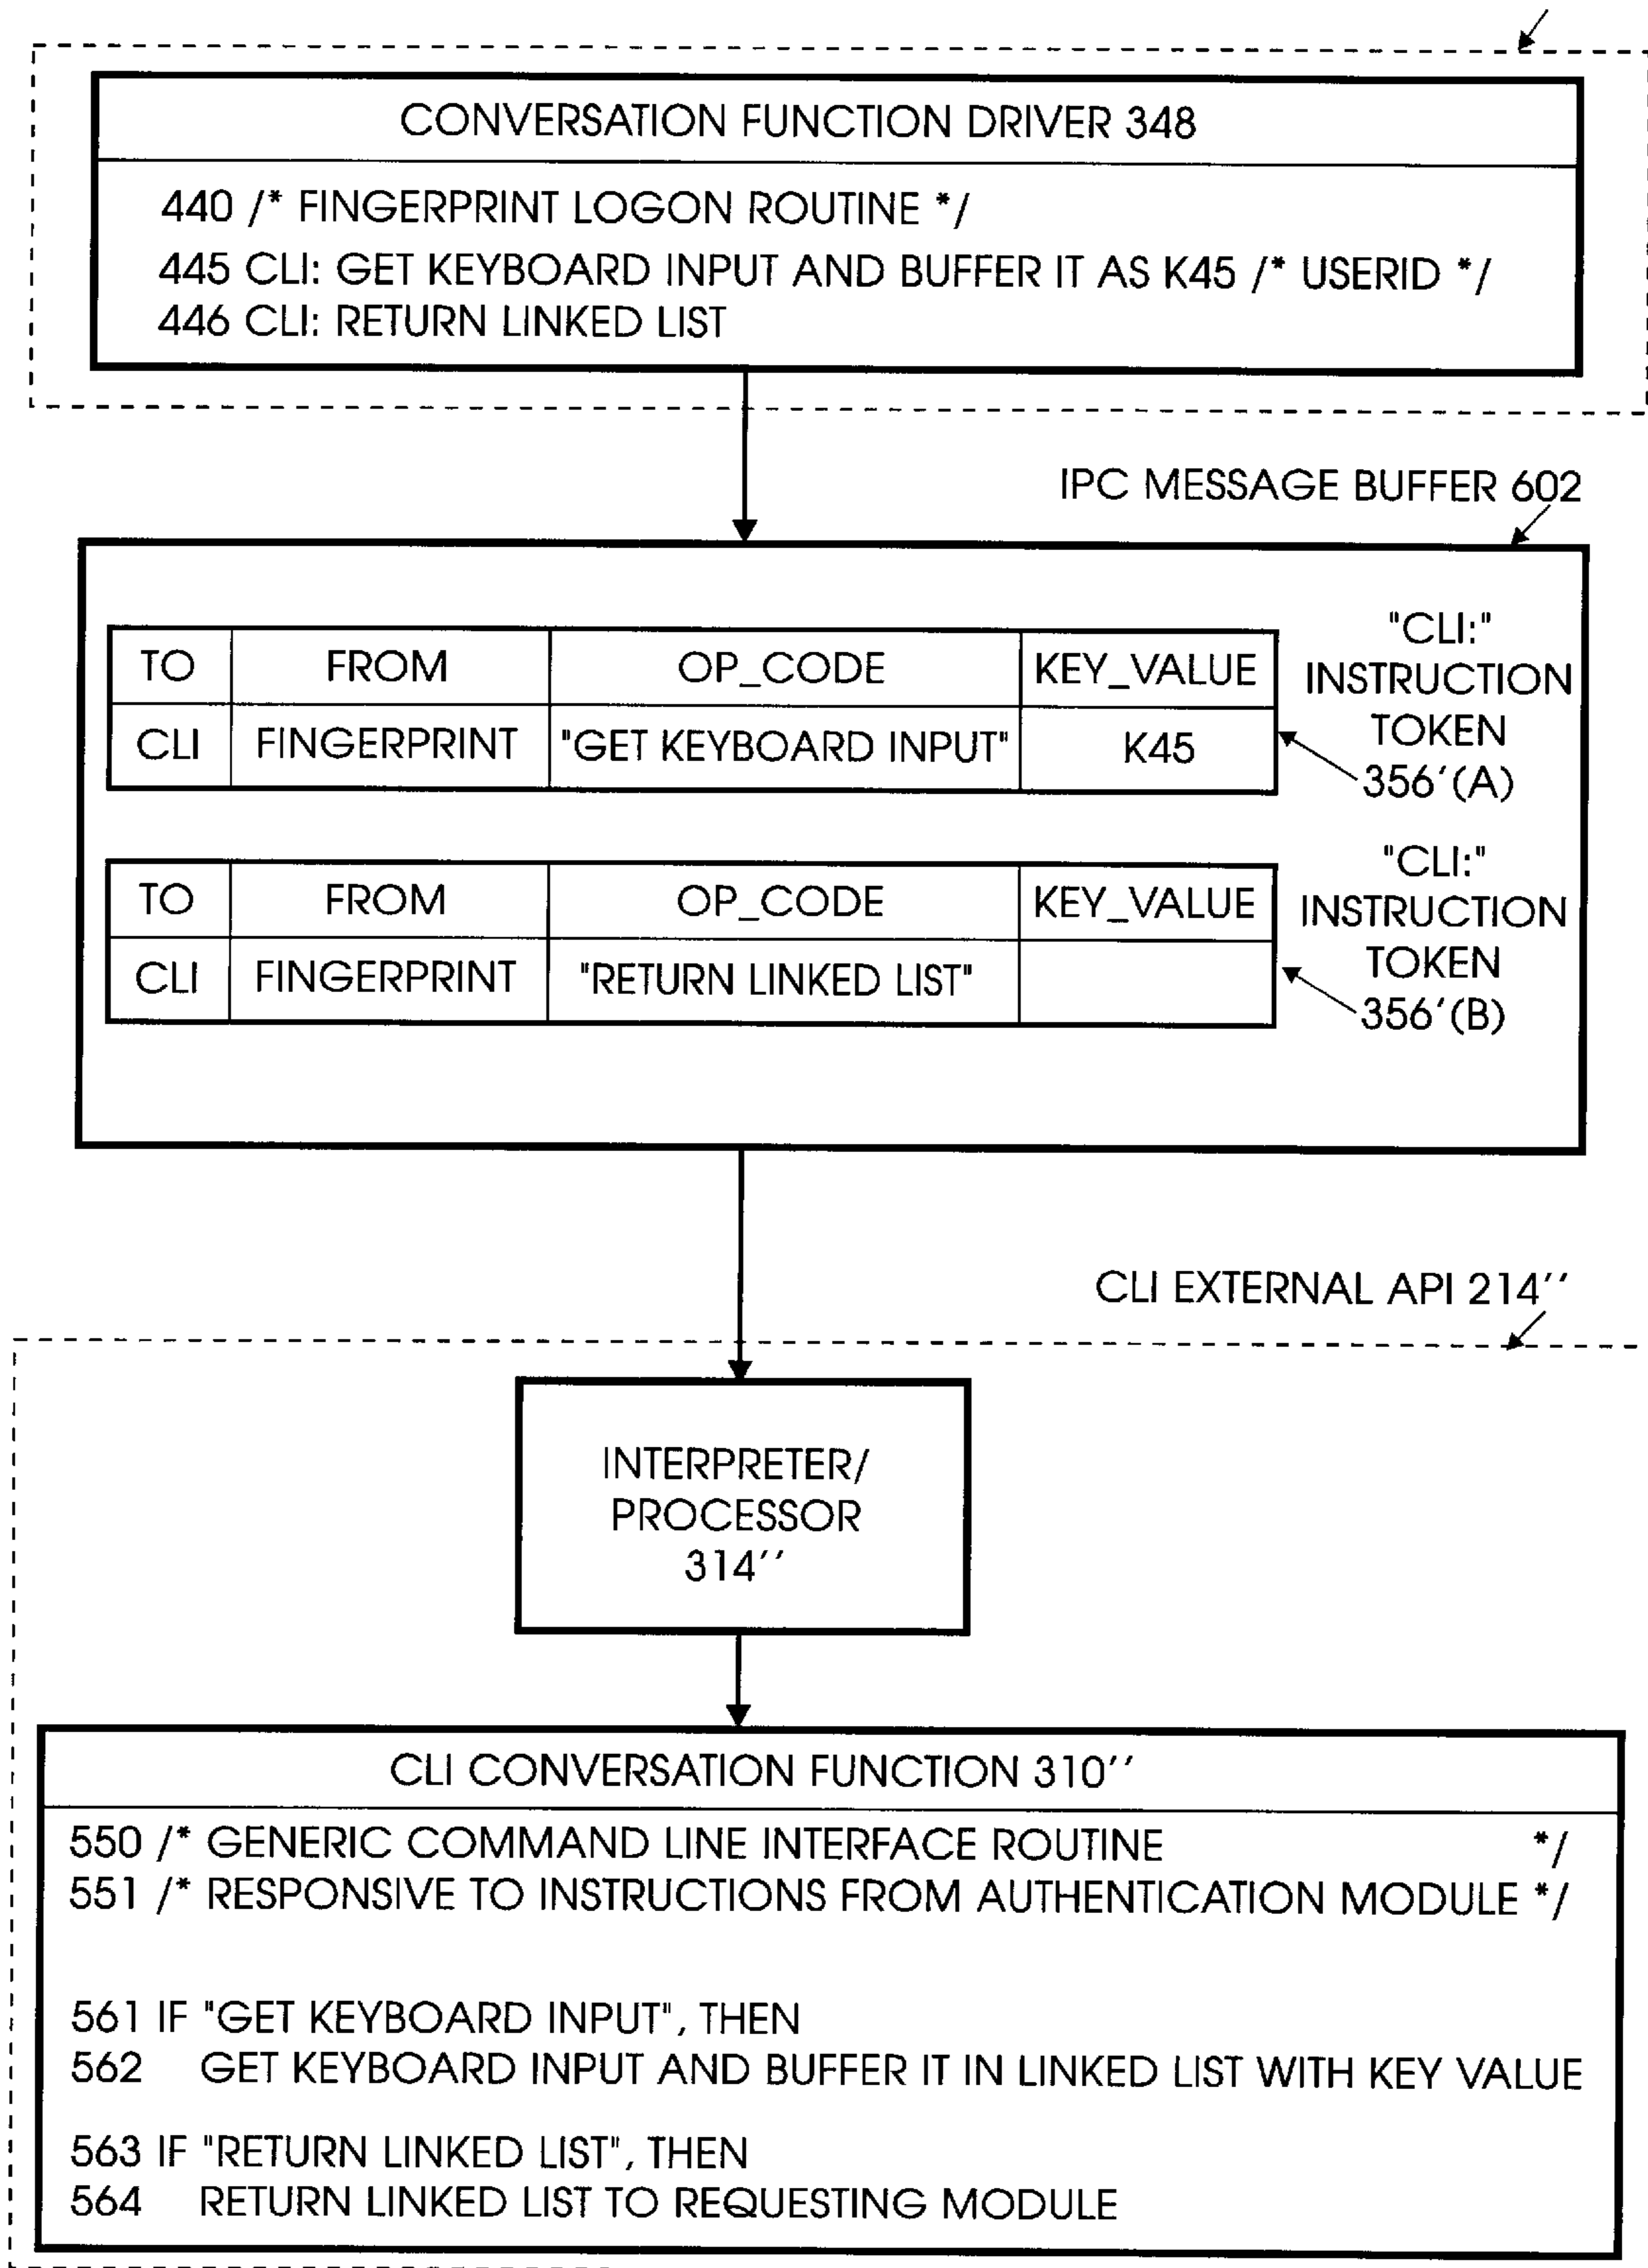 CONVERSATION FUNCTION DRIVER 348
440 /* FINGERPRINT LOGON ROUTINE */
445 CLI: GET KEYBOARD INPUT AND BUFFER IT AS K45 /* USERID */
446 CLI: RETURN LINKED LIST
IPC MESSAGE BUFFER 602
TO FROM OP_CODE KEY_VALUE
CLI FINGERPRINT "GET KEYBOARD INPUT" K45
"CLI:"
INSTRUCTION
TOKEN
356'(A)
TO FROM OP_CODE KEY_VALUE
CLI FINGERPRINT "RETURN LINKED LIST"
"CLI:"
INSTRUCTION
TOKEN
356'(B)
CLI EXTERNAL API 214''
INTERPRETER/
PROCESSOR
314''
CLI CONVERSATION FUNCTION 310''
550 /* GENERIC COMMAND LINE INTERFACE ROUTINE */
551 /* RESPONSIVE TO INSTRUCTIONS FROM AUTHENTICATION MODULE */
561 IF "GET KEYBOARD INPUT", THEN
562 GET KEYBOARD INPUT AND BUFFER IT IN LINKED LIST WITH KEY VALUE
563 IF "RETURN LINKED LIST", THEN
564 RETURN LINKED LIST TO REQUESTING MODULE